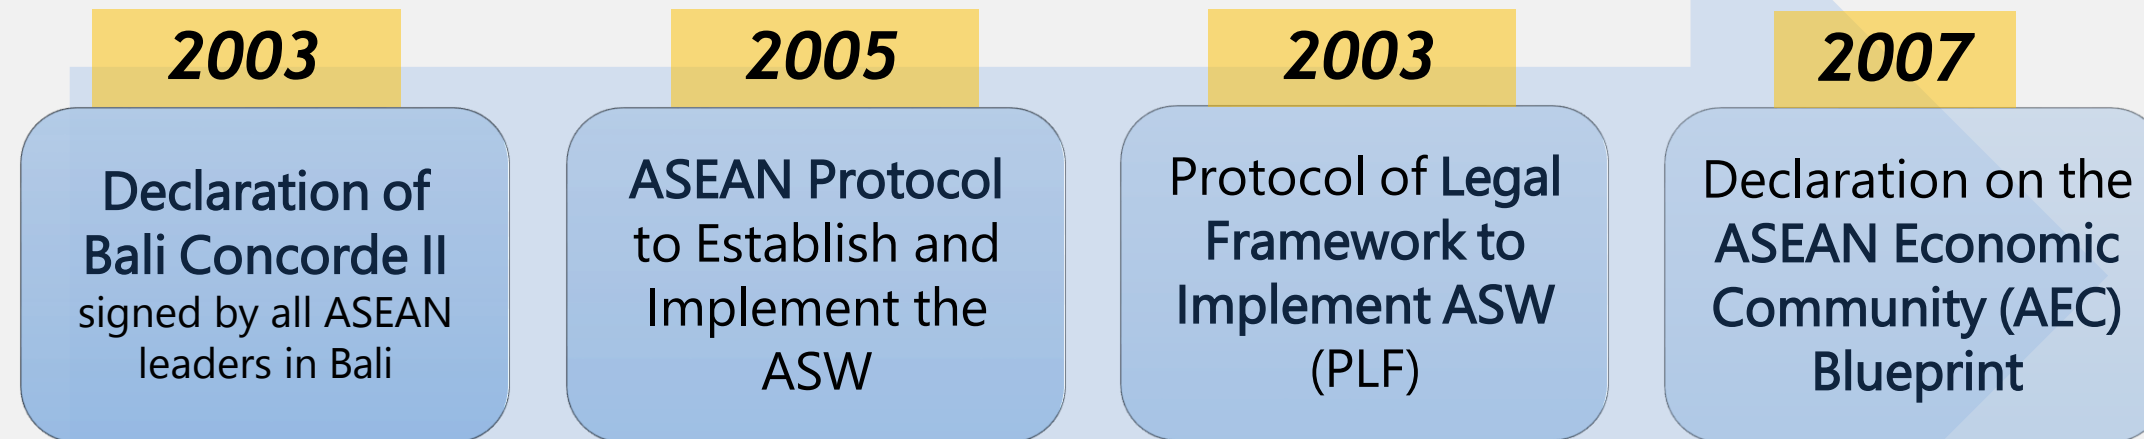 2003
Declaration of
Bali Concorde II
signed by all ASEAN
leaders in Bali
2005
ASEAN Protocol
to Establish and
Implement the
ASW
2003
Protocol of Legal
Framework to
Implement ASW
(PLF)
2007
Declaration on the
ASEAN Economic
Community (AEC)
Blueprint